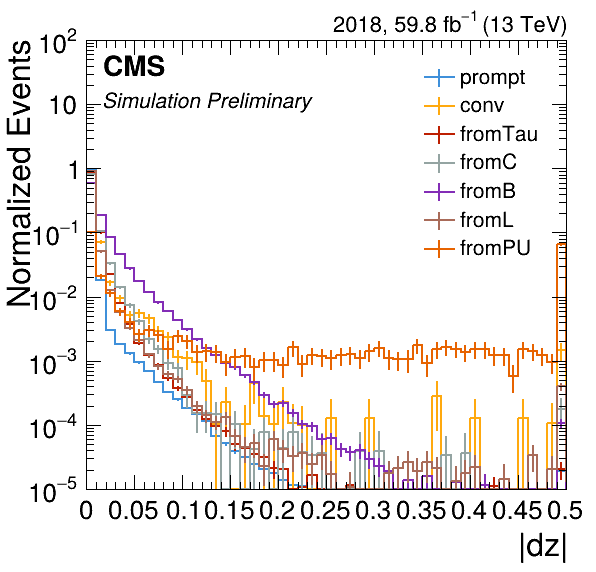 2018, 59.8 fb⁻¹ (13 TeV)
CMS
Simulation Preliminary
prompt
conv
fromTau
fromC
fromB
fromL
fromPU
Normalized Events
10²
10
1
10⁻¹
10⁻²
10⁻³
10⁻⁴
10⁻⁵
0 0.05 0.1 0.15 0.2 0.25 0.3 0.35 0.4 0.45 0.5
|dz|